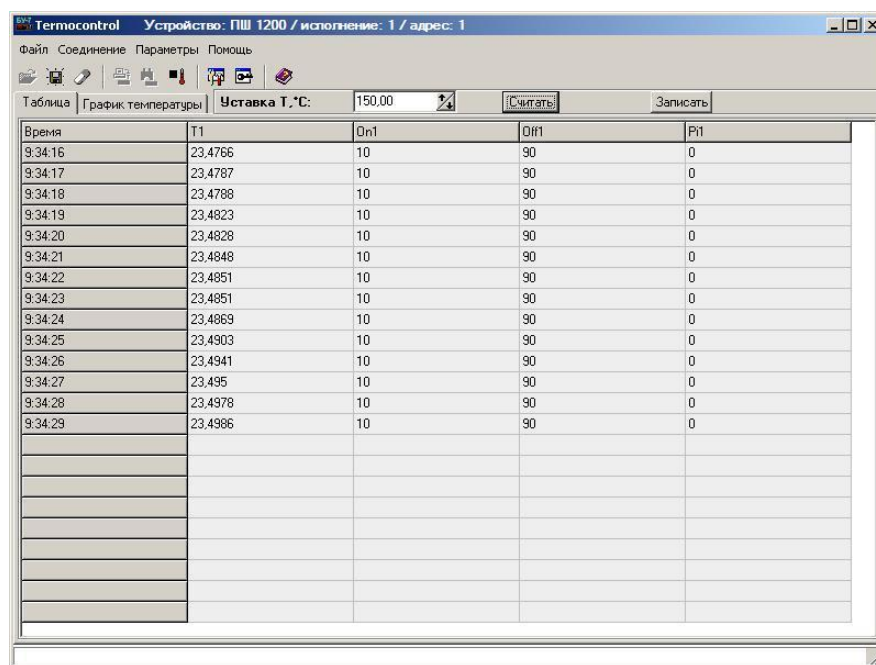 БУ-7 Termocontrol Устройство: ПШ 1200 / исполнение: 1 / адрес: 1
Файл Соединение Параметры Помощь
Таблица График температуры Уставка T,°C: 150,00 Считать Записать
Время T1 On1 Off1 Pi1
9:34:16 23,4766 10 90 0
9:34:17 23,4787 10 90 0
9:34:18 23,4788 10 90 0
9:34:19 23,4823 10 90 0
9:34:20 23,4828 10 90 0
9:34:21 23,4848 10 90 0
9:34:22 23,4851 10 90 0
9:34:23 23,4851 10 90 0
9:34:24 23,4869 10 90 0
9:34:25 23,4903 10 90 0
9:34:26 23,4941 10 90 0
9:34:27 23,495 10 90 0
9:34:28 23,4978 10 90 0
9:34:29 23,4986 10 90 0